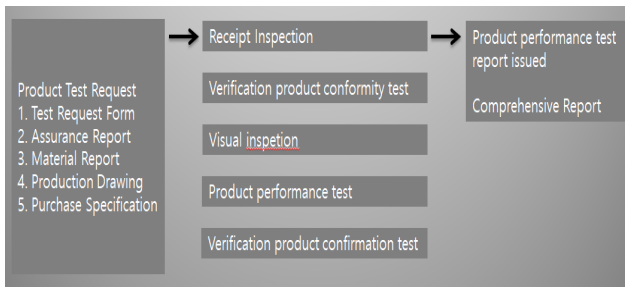 Product Test Request
1. Test Request Form
2. Assurance Report
3. Material Report
4. Production Drawing
5. Purchase Specification
Receipt Inspection
Verification product conformity test
Visual inspetion
Product performance test
Verification product confirmation test
Product performance test
report issued
Comprehensive Report